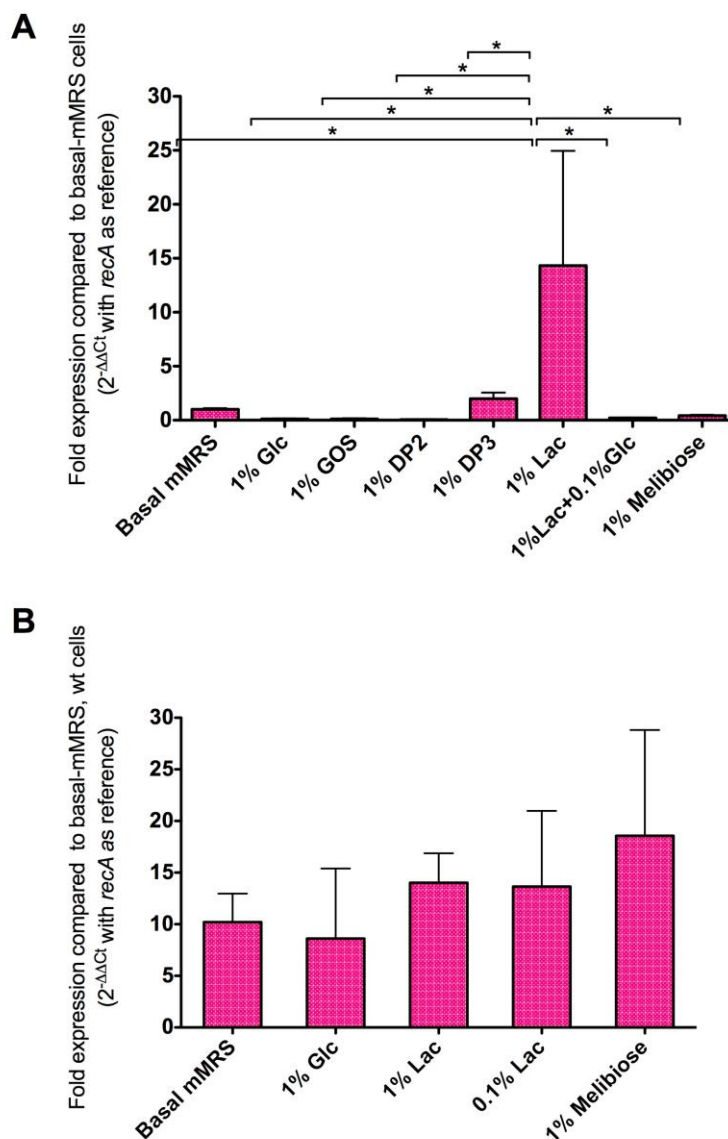 A
Fold expression compared to basal-mMRS cells
(2-ΔΔCt with recA as reference)
*
*
*
*
*
*
*
30
25
20
15
10
5
0
Basal mMRS
1% Glc
1% GOS
1% DP2
1% DP3
1% Lac
1%Lac+0.1%Glc
1% Melibiose
B
Fold expression compared to basal-mMRS, wt cells
(2-ΔΔCt with recA as reference)
30
25
20
15
10
5
0
Basal mMRS
1% Glc
1% Lac
0.1% Lac
1% Melibiose